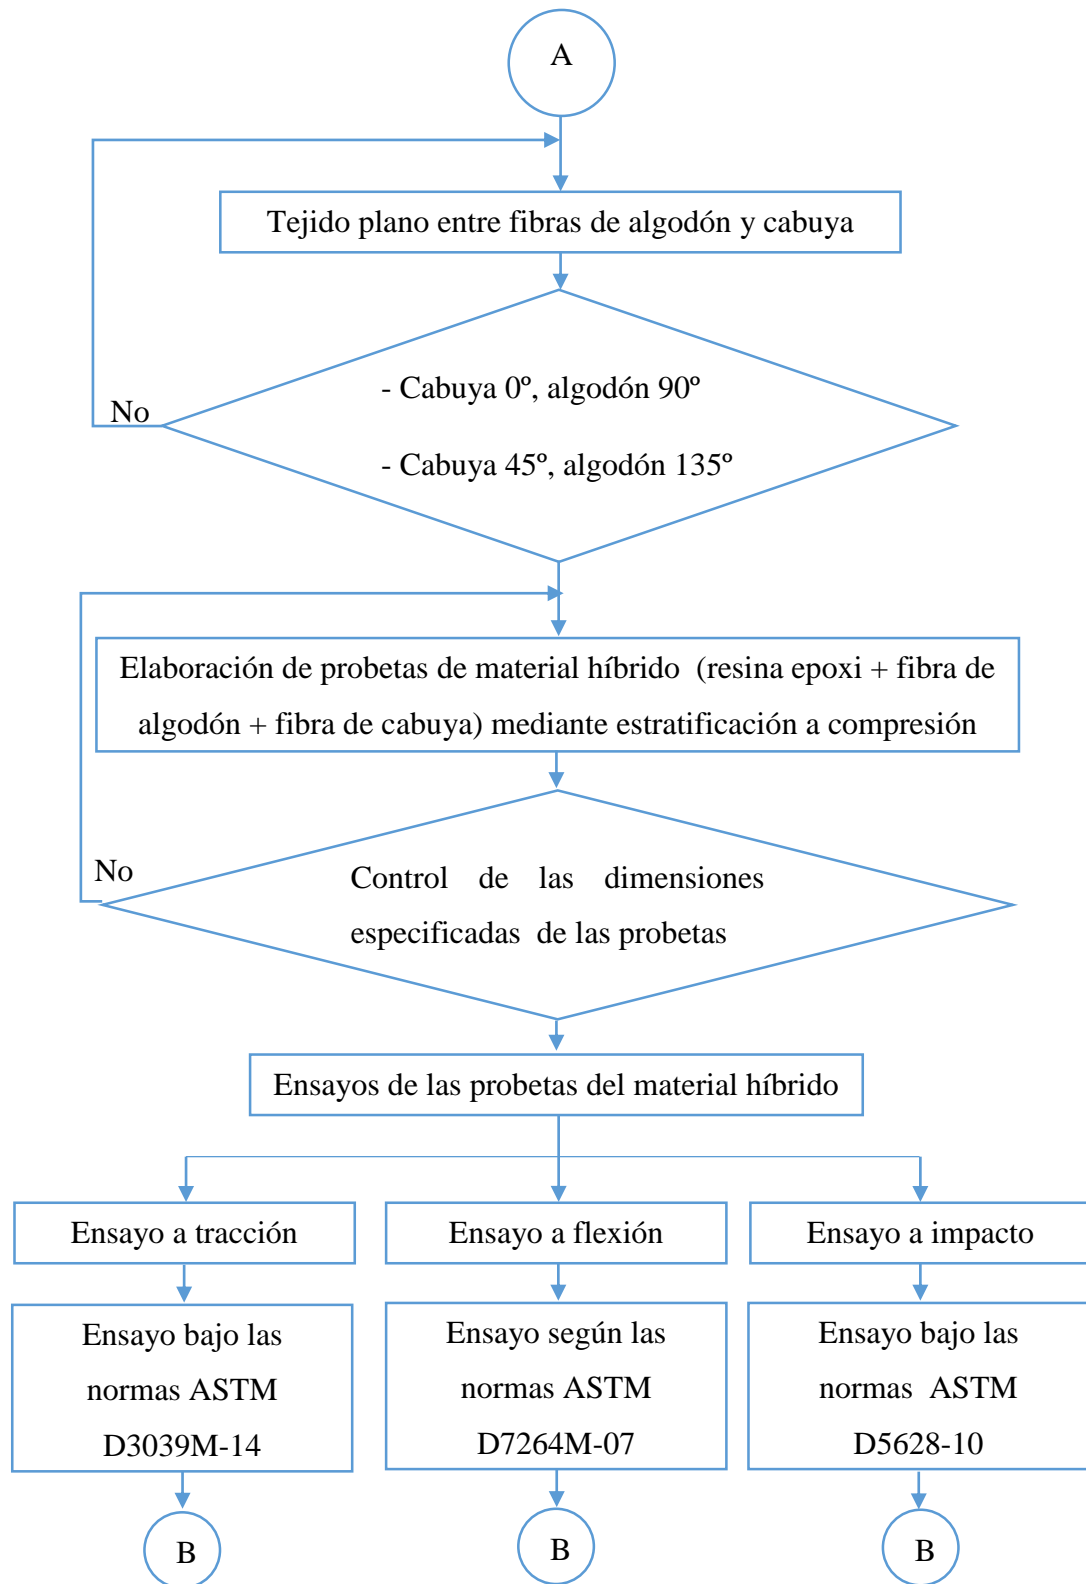 A
Tejido plano entre fibras de algodón y cabuya
- Cabuya 0º, algodón 90º
No
- Cabuya 45º, algodón 135º
Elaboración de probetas de material híbrido (resina epoxi + fibra de
algodón + fibra de cabuya) mediante estratificación a compresión
No
Control de las dimensiones
especificadas de las probetas
Ensayos de las probetas del material híbrido
Ensayo a tracción
Ensayo a flexión
Ensayo a impacto
Ensayo bajo las
normas ASTM
D3039M-14
Ensayo según las
normas ASTM
D7264M-07
Ensayo bajo las
normas ASTM
D5628-10
B
B
B